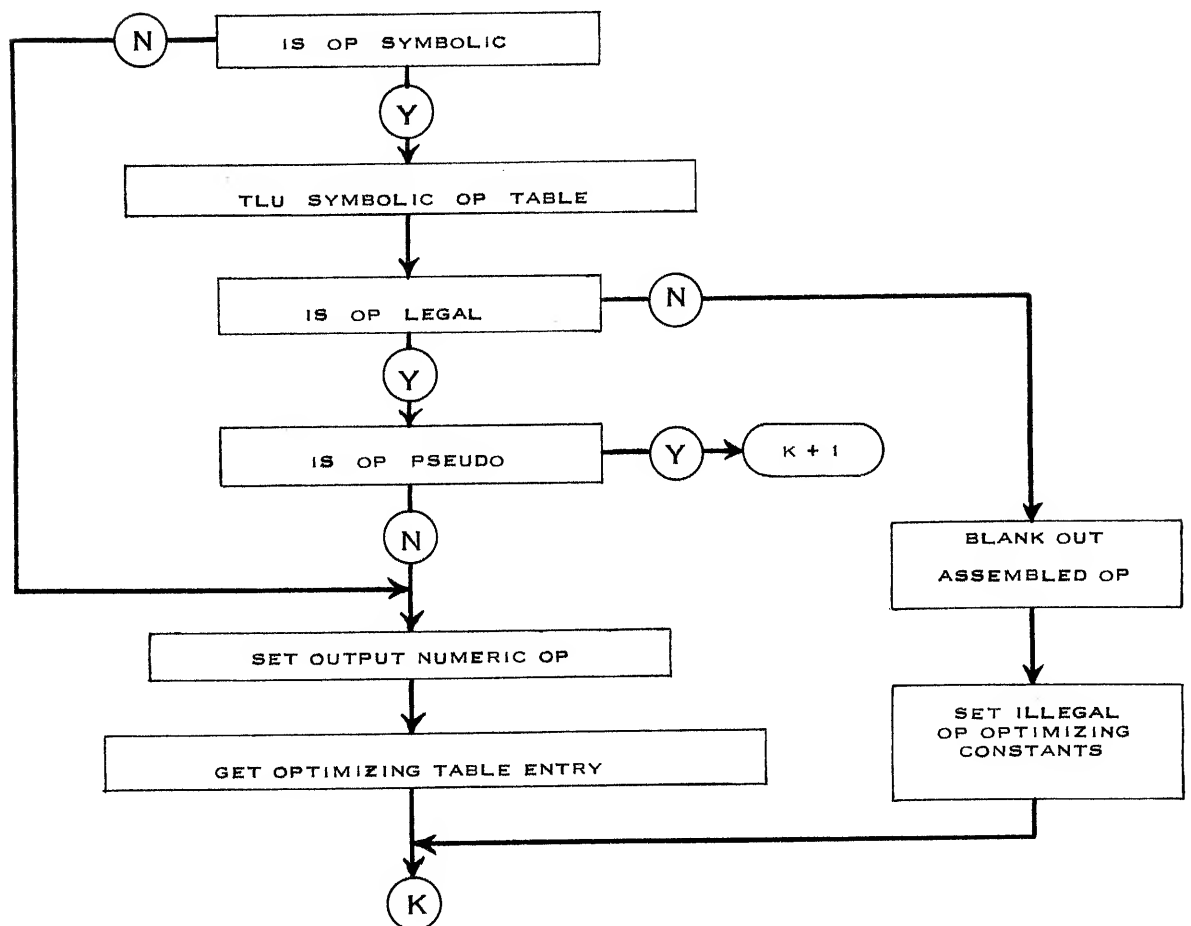 N
IS OP SYMBOLIC
Y
TLU SYMBOLIC OP TABLE
IS OP LEGAL
N
Y
IS OP PSEUDO
Y
K + 1
N
BLANK OUT
ASSEMBLED OP
SET OUTPUT NUMERIC OP
SET ILLEGAL
OP OPTIMIZING
CONSTANTS
GET OPTIMIZING TABLE ENTRY
K